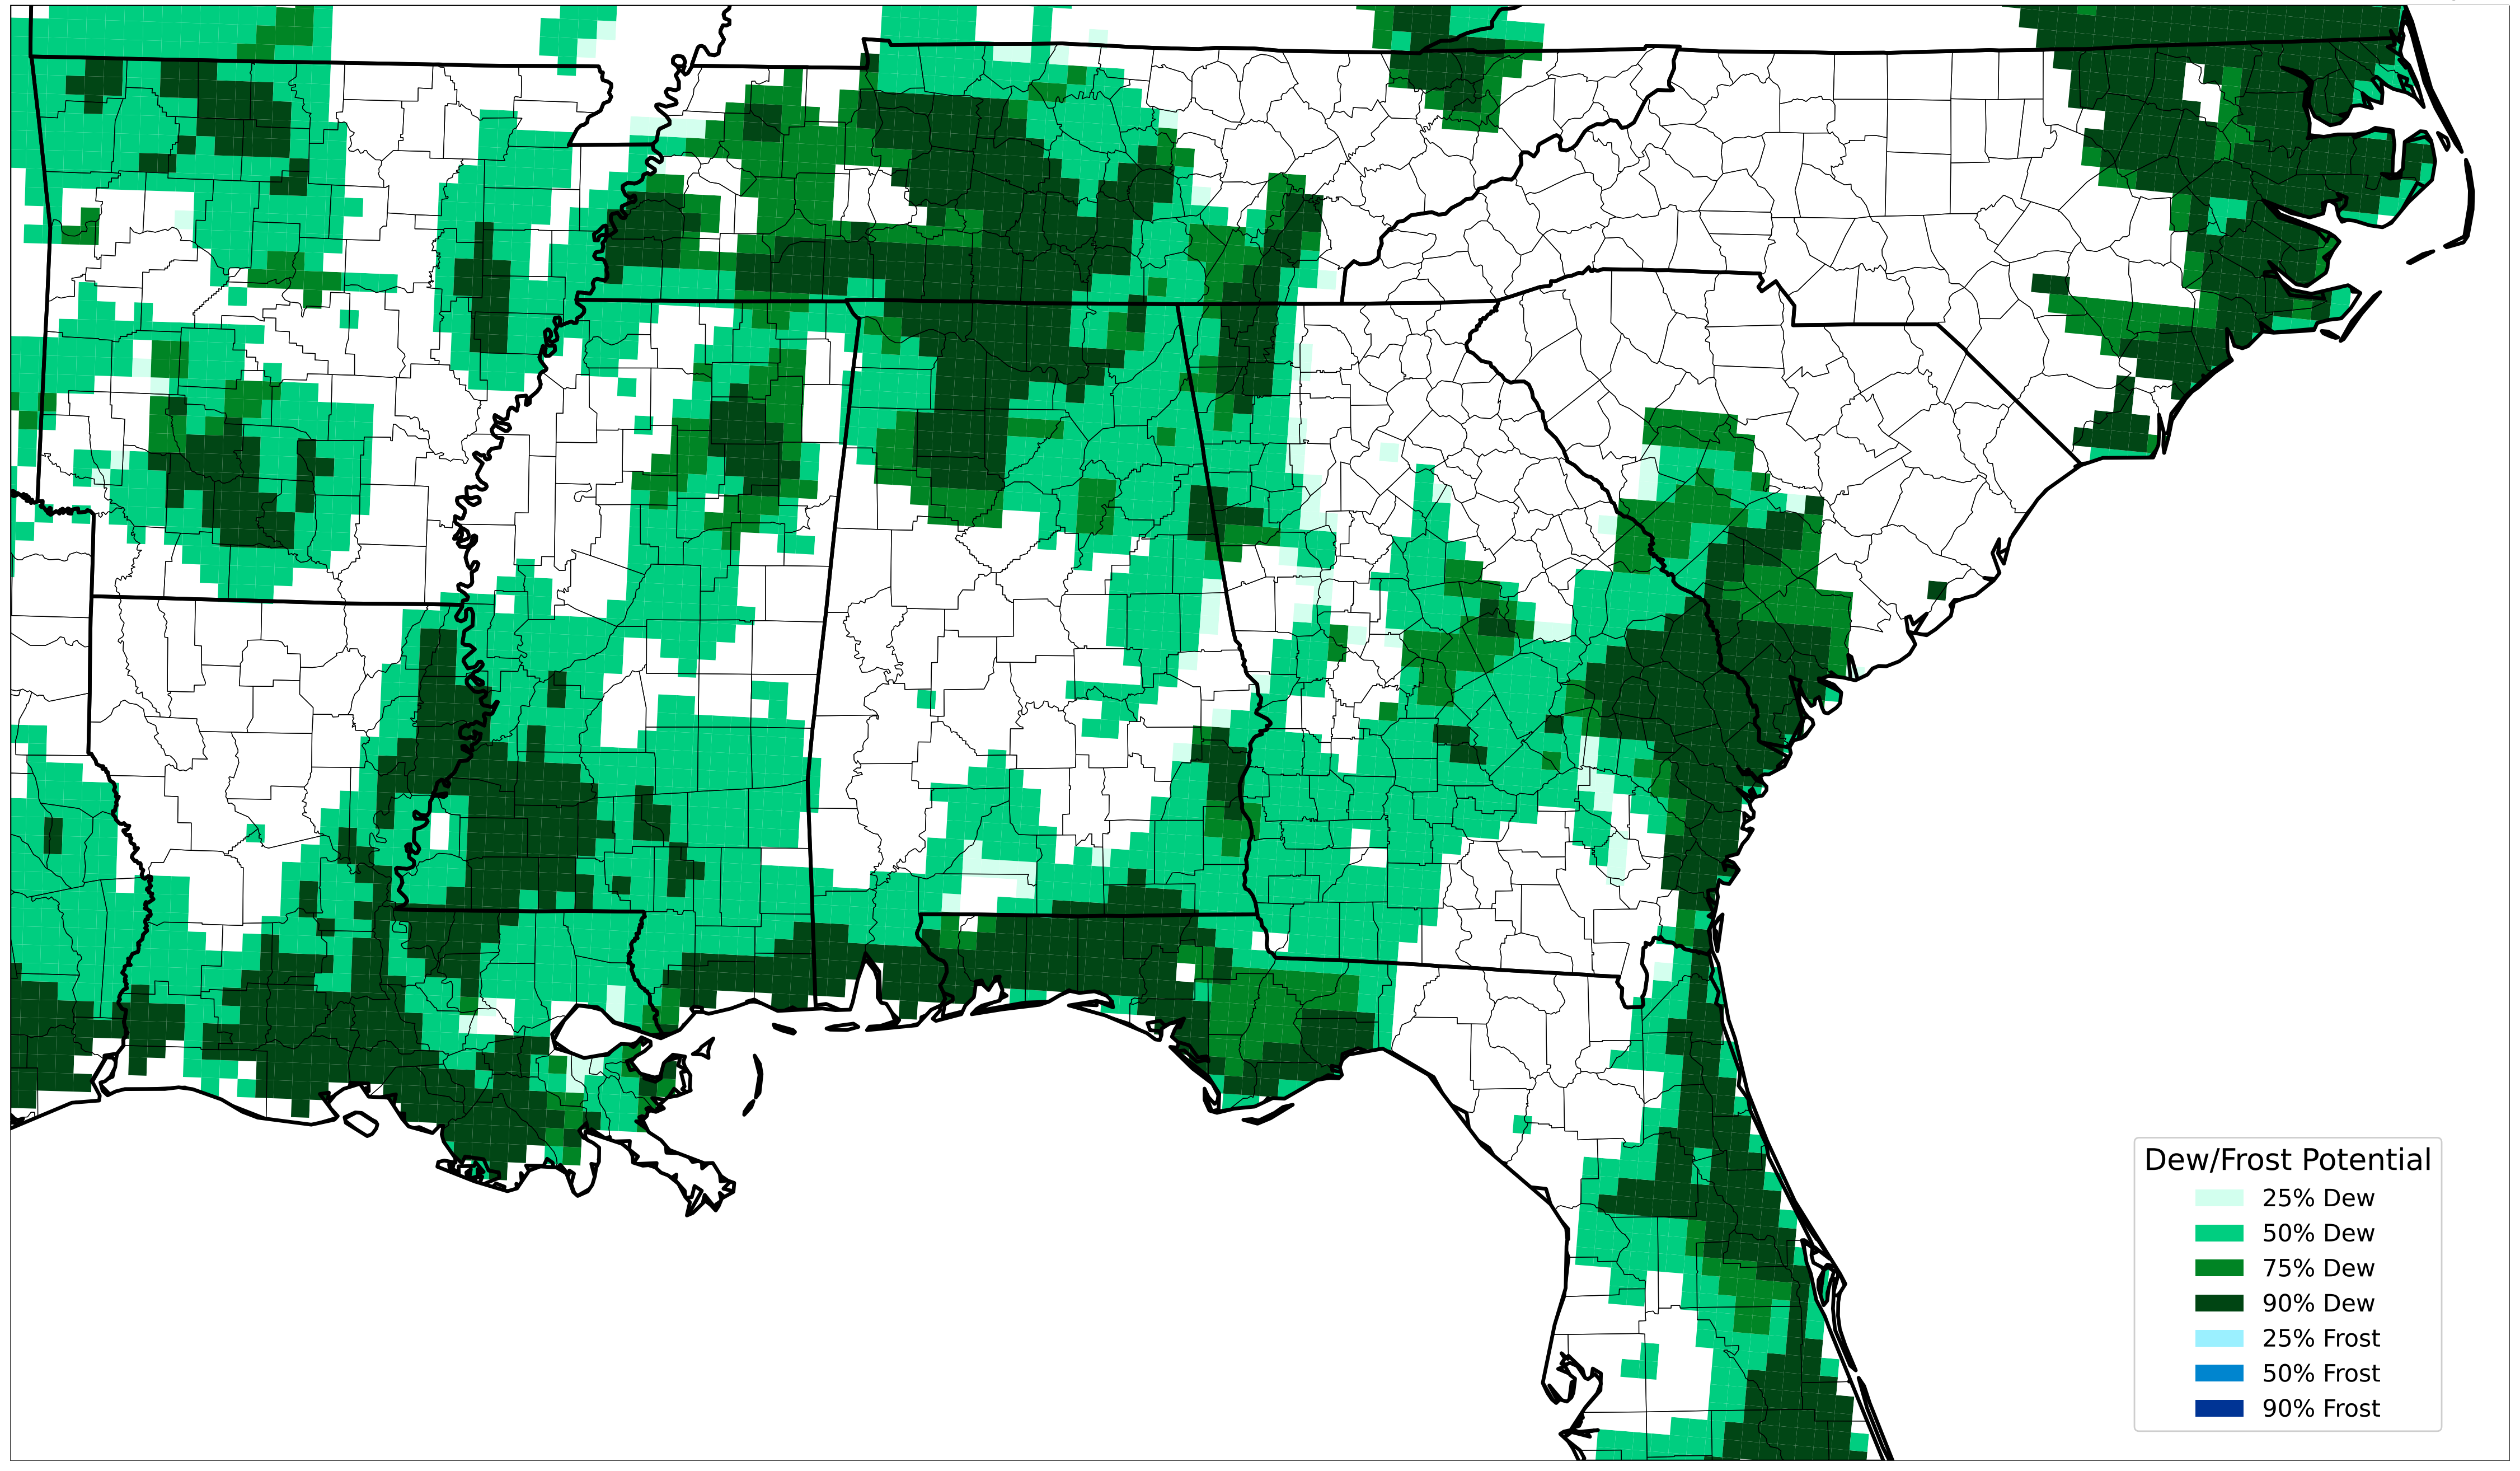 Dew/Frost Potential
25% Dew
50% Dew
75% Dew
90% Dew
25% Frost
50% Frost
90% Frost